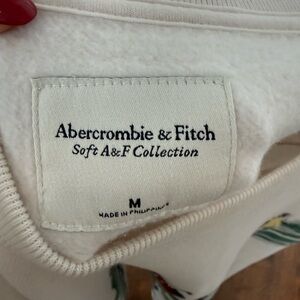 Abercrombie & Fitch
Soft A&F Collection
M
MADE IN PHILIPPINES